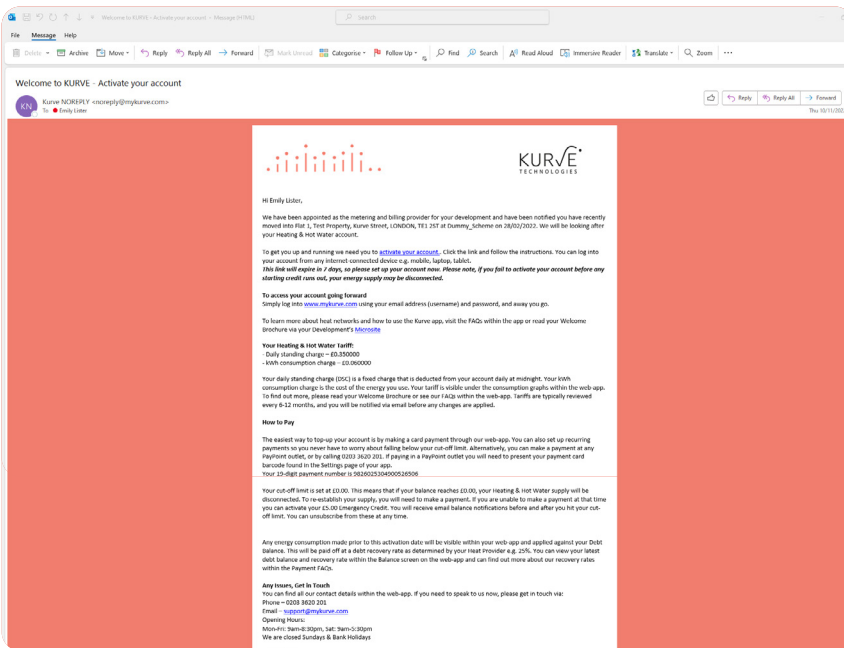 Welcome to KURVE - Activate your account - Message (HTML)
Search
File Message Help
Delete Archive Move Reply Reply All Forward Mark Unread Categorise Follow Up Find Search Read Aloud Immersive Reader Translate Zoom ...
Welcome to KURVE - Activate your account
KN
Kurve NOREPLY <noreply@mykurve.com>
To Emily Lister
Reply Reply All Forward
Thu 10/11/202
KURVE
TECHNOLOGIES
Hi Emily Lister,
We have been appointed as the metering and billing provider for your development and have been notified you have recently
moved into Flat 1, Test Property, Kurve Street, LONDON, TE1 2ST at Dummy_Scheme on 28/02/2022. We will be looking after
your Heating & Hot Water account.
To get you up and running we need you to activate your account. Click the link and follow the instructions. You can log into
your account from any internet-connected device e.g. mobile, laptop, tablet.
This link will expire in 7 days, so please set up your account now. Please note, if you fail to activate your account before any
starting credit runs out, your energy supply may be disconnected.
To access your account going forward
Simply log into www.mykurve.com using your email address (username) and password, and away you go.
To learn more about heat networks and how to use the Kurve app, visit the FAQs within the app or read your Welcome
Brochure via your Development's Microsite
Your Heating & Hot Water Tariff:
- Daily standing charge – £0.350000
- kWh consumption charge – £0.060000
Your daily standing charge (DSC) is a fixed charge that is deducted from your account daily at midnight. Your kWh
consumption charge is the cost of the energy you use. Your tariff is visible under the consumption graphs within the web-app.
To find out more, please read your Welcome Brochure or see our FAQs within the web-app. Tariffs are typically reviewed
every 6-12 months, and you will be notified via email before any changes are applied.
How to Pay
The easiest way to top-up your account is by making a card payment through our web-app. You can also set up recurring
payments so you never have to worry about falling below your cut-off limit. Alternatively, you can make a payment at any
PayPoint outlet, or by calling 0203 3620 201. If paying in a PayPoint outlet you will need to present your payment card
barcode found in the Settings page of your app.
Your 19-digit payment number is 9826025304900526506
Your cut-off limit is set at £0.00. This means that if your balance reaches £0.00, your Heating & Hot Water supply will be
disconnected. To re-establish your supply, you will need to make a payment. If you are unable to make a payment at that time
you can activate your £5.00 Emergency Credit. You will receive email balance notifications before and after you hit your cut-
off limit. You can unsubscribe from these at any time.
Any energy consumption made prior to this activation date will be visible within your web-app and applied against your Debt
Balance. This will be paid off at a debt recovery rate as determined by your Heat Provider e.g. 25%. You can view your latest
debt balance and recovery rate within the Balance screen on the web-app and can find out more about our recovery rates
within the Payment FAQs.
Any Issues, Get in Touch
You can find all our contact details within the web-app. If you need to speak to us now, please get in touch via:
Phone – 0203 3620 201
Email – support@mykurve.com
Opening Hours:
Mon-Fri: 9am-8:30pm, Sat: 9am-5:30pm
We are closed Sundays & Bank Holidays